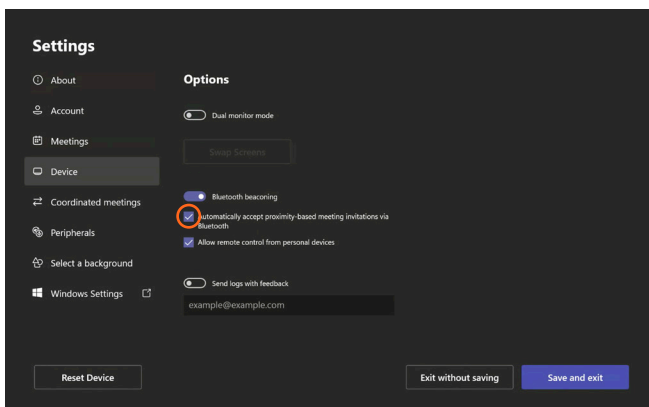 Settings
About
Account
Meetings
Device
Coordinated meetings
Peripherals
Select a background
Windows Settings
Options
Dual monitor mode
Swap Screens
Bluetooth beaconing
Automatically accept proximity-based meeting invitations via
Bluetooth
Allow remote control from personal devices
Send logs with feedback
example@example.com
Reset Device
Exit without saving
Save and exit